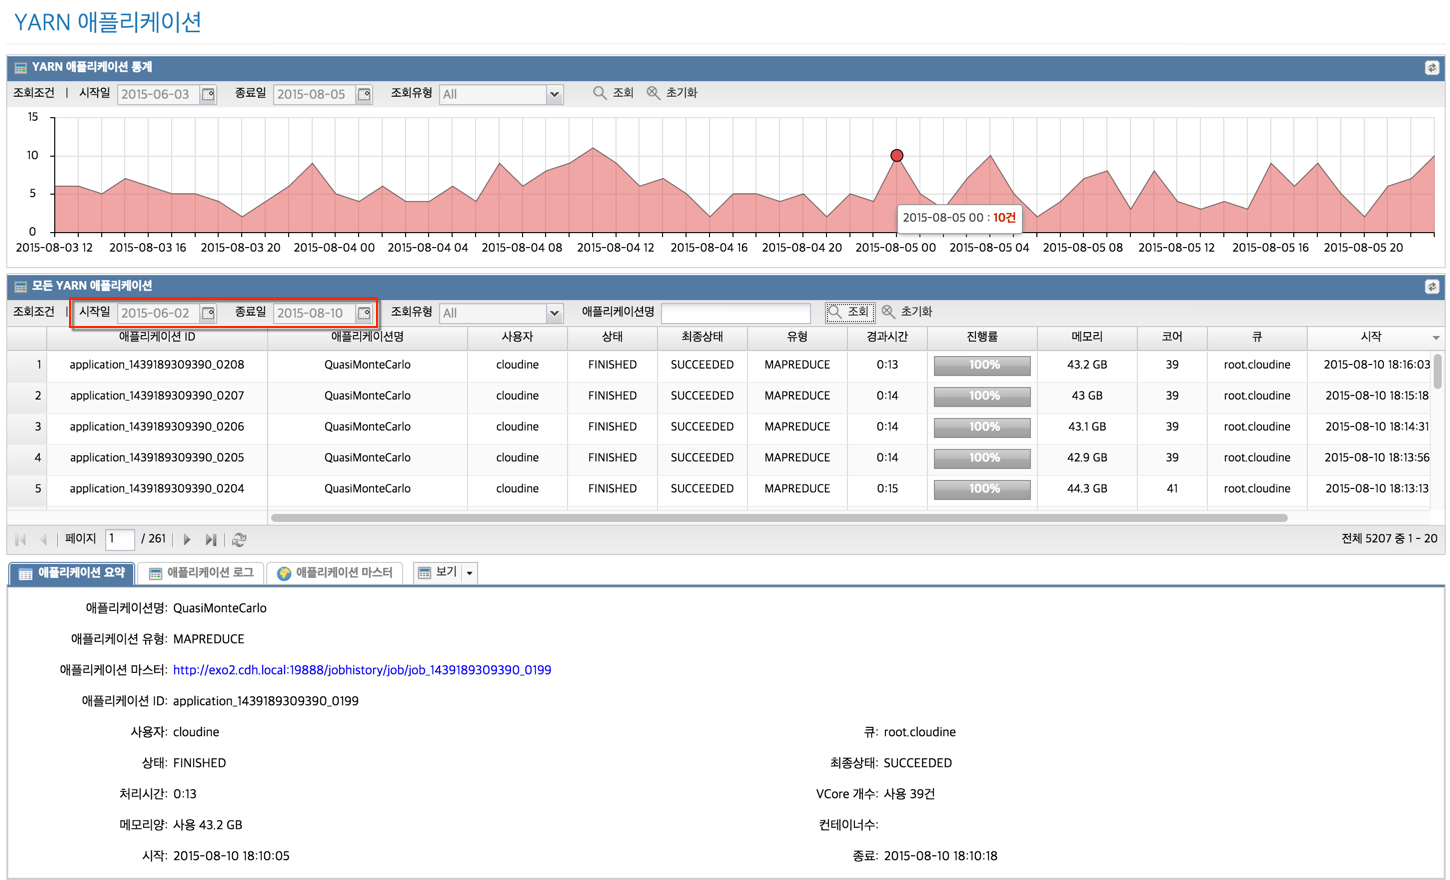 YARN 애플리케이션
YARN 애플리케이션 통계
조회조건 | 시작일 2015-06-03 종료일 2015-08-05 조회유형 All 조회 초기화
15
10
5
0
2015-08-05 00 : 10건
2015-08-03 12 2015-08-03 16 2015-08-03 20 2015-08-04 00 2015-08-04 04 2015-08-04 08 2015-08-04 12 2015-08-04 16 2015-08-04 20 2015-08-05 00 2015-08-05 04 2015-08-05 08 2015-08-05 12 2015-08-05 16 2015-08-05 20
모든 YARN 애플리케이션
조회조건 | 시작일 2015-06-02 종료일 2015-08-10 조회유형 All 애플리케이션명 조회 초기화
애플리케이션 ID 애플리케이션명 사용자 상태 최종상태 유형 경과시간 진행률 메모리 코어 큐 시작
1 application_1439189309390_0208 QuasiMonteCarlo cloudine FINISHED SUCCEEDED MAPREDUCE 0:13 100% 43.2 GB 39 root.cloudine 2015-08-10 18:16:03
2 application_1439189309390_0207 QuasiMonteCarlo cloudine FINISHED SUCCEEDED MAPREDUCE 0:14 100% 43 GB 39 root.cloudine 2015-08-10 18:15:18
3 application_1439189309390_0206 QuasiMonteCarlo cloudine FINISHED SUCCEEDED MAPREDUCE 0:14 100% 43.1 GB 39 root.cloudine 2015-08-10 18:14:31
4 application_1439189309390_0205 QuasiMonteCarlo cloudine FINISHED SUCCEEDED MAPREDUCE 0:14 100% 42.9 GB 39 root.cloudine 2015-08-10 18:13:56
5 application_1439189309390_0204 QuasiMonteCarlo cloudine FINISHED SUCCEEDED MAPREDUCE 0:15 100% 44.3 GB 41 root.cloudine 2015-08-10 18:13:13
페이지 1 / 261 전체 5207 중 1 - 20
애플리케이션 요약 애플리케이션 로그 애플리케이션 마스터 보기
애플리케이션명: QuasiMonteCarlo
애플리케이션 유형: MAPREDUCE
애플리케이션 마스터: http://exo2.cdh.local:19888/jobhistory/job/job_1439189309390_0199
애플리케이션 ID: application_1439189309390_0199
사용자: cloudine 큐: root.cloudine
상태: FINISHED 최종상태: SUCCEEDED
처리시간: 0:13 VCore 개수: 사용 39건
메모리양: 사용 43.2 GB 컨테이너수:
시작: 2015-08-10 18:10:05 종료: 2015-08-10 18:10:18